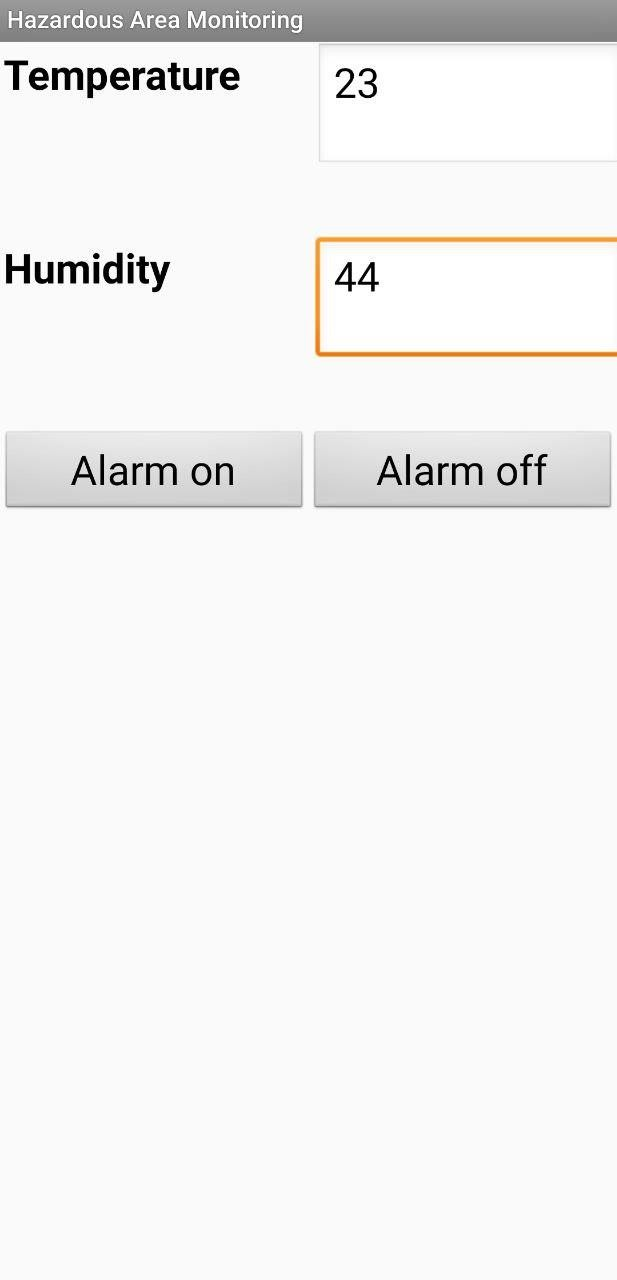 Hazardous Area Monitoring
Temperature 23
Humidity 44
Alarm on Alarm off